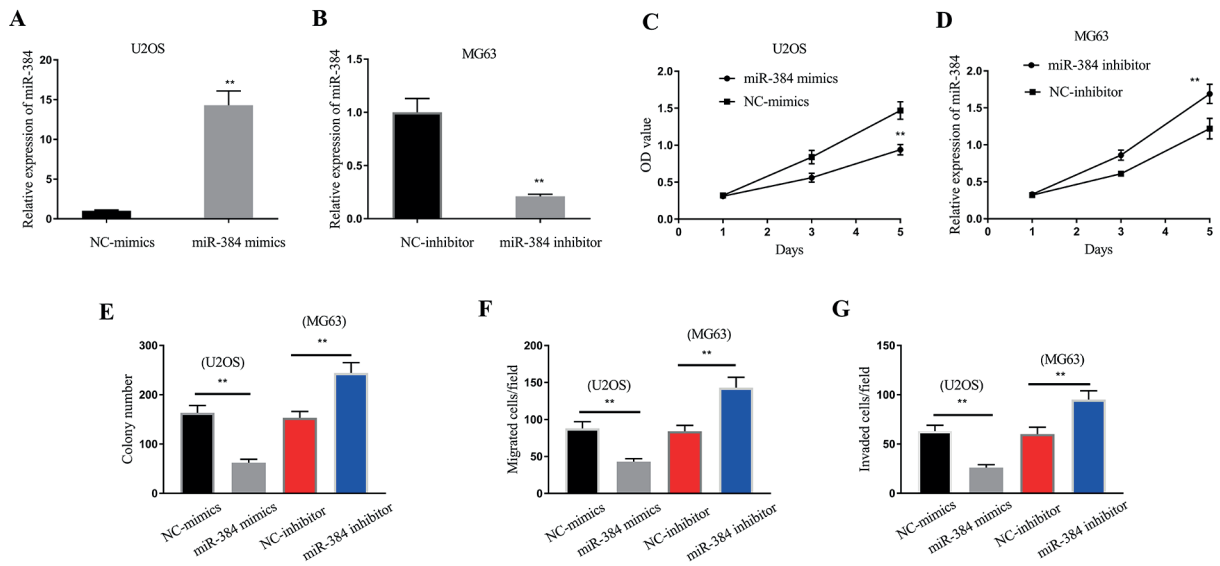 A
U2OS
Relative expression of miR-384
20
15
10
5
0
**
NC-mimics
miR-384 mimics
B
MG63
Relative expression of miR-384
1.5
1.0
0.5
0.0
**
NC-inhibitor
miR-384 inhibitor
C
U2OS
miR-384 mimics
NC-mimics
OD value
2.0
1.5
1.0
0.5
0.0
**
0 1 2 3 4 5
Days
D
MG63
miR-384 inhibitor
NC-inhibitor
Relative expression of miR-384
2.0
1.5
1.0
0.5
0.0
**
0 1 2 3 4 5
Days
E
(MG63)
**
(U2OS)
**
Colony number
300
200
100
0
NC-mimics
miR-384 mimics
NC-inhibitor
miR-384 inhibitor
F
(MG63)
**
(U2OS)
**
Migrated cells/field
200
150
100
50
0
NC-mimics
miR-384 mimics
NC-inhibitor
miR-384 inhibitor
G
(MG63)
**
(U2OS)
**
Invaded cells/field
150
100
50
0
NC-mimics
miR-384 mimics
NC-inhibitor
miR-384 inhibitor